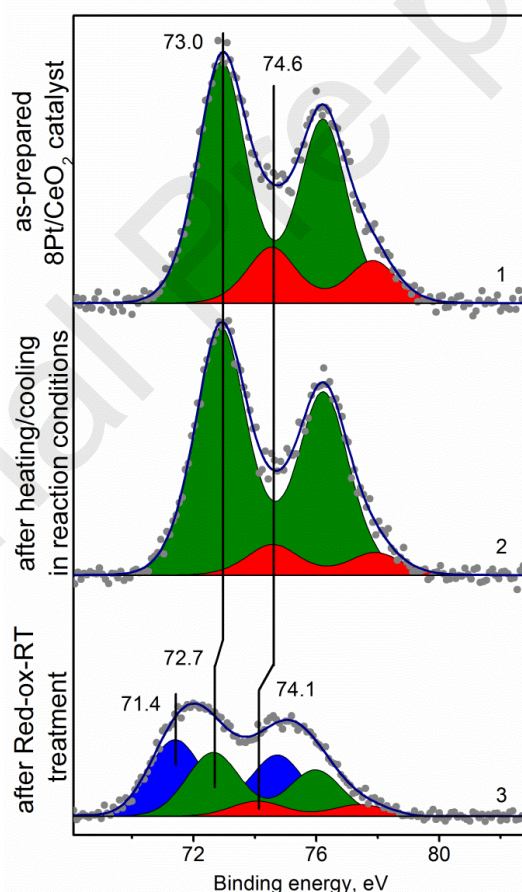 as-prepared
8Pt/CeO₂ catalyst
73.0
74.6
1
after heating/cooling
in reaction conditions
2
after Red-ox-RT
treatment
72.7
71.4
74.1
3
72 76 80
Binding energy, eV